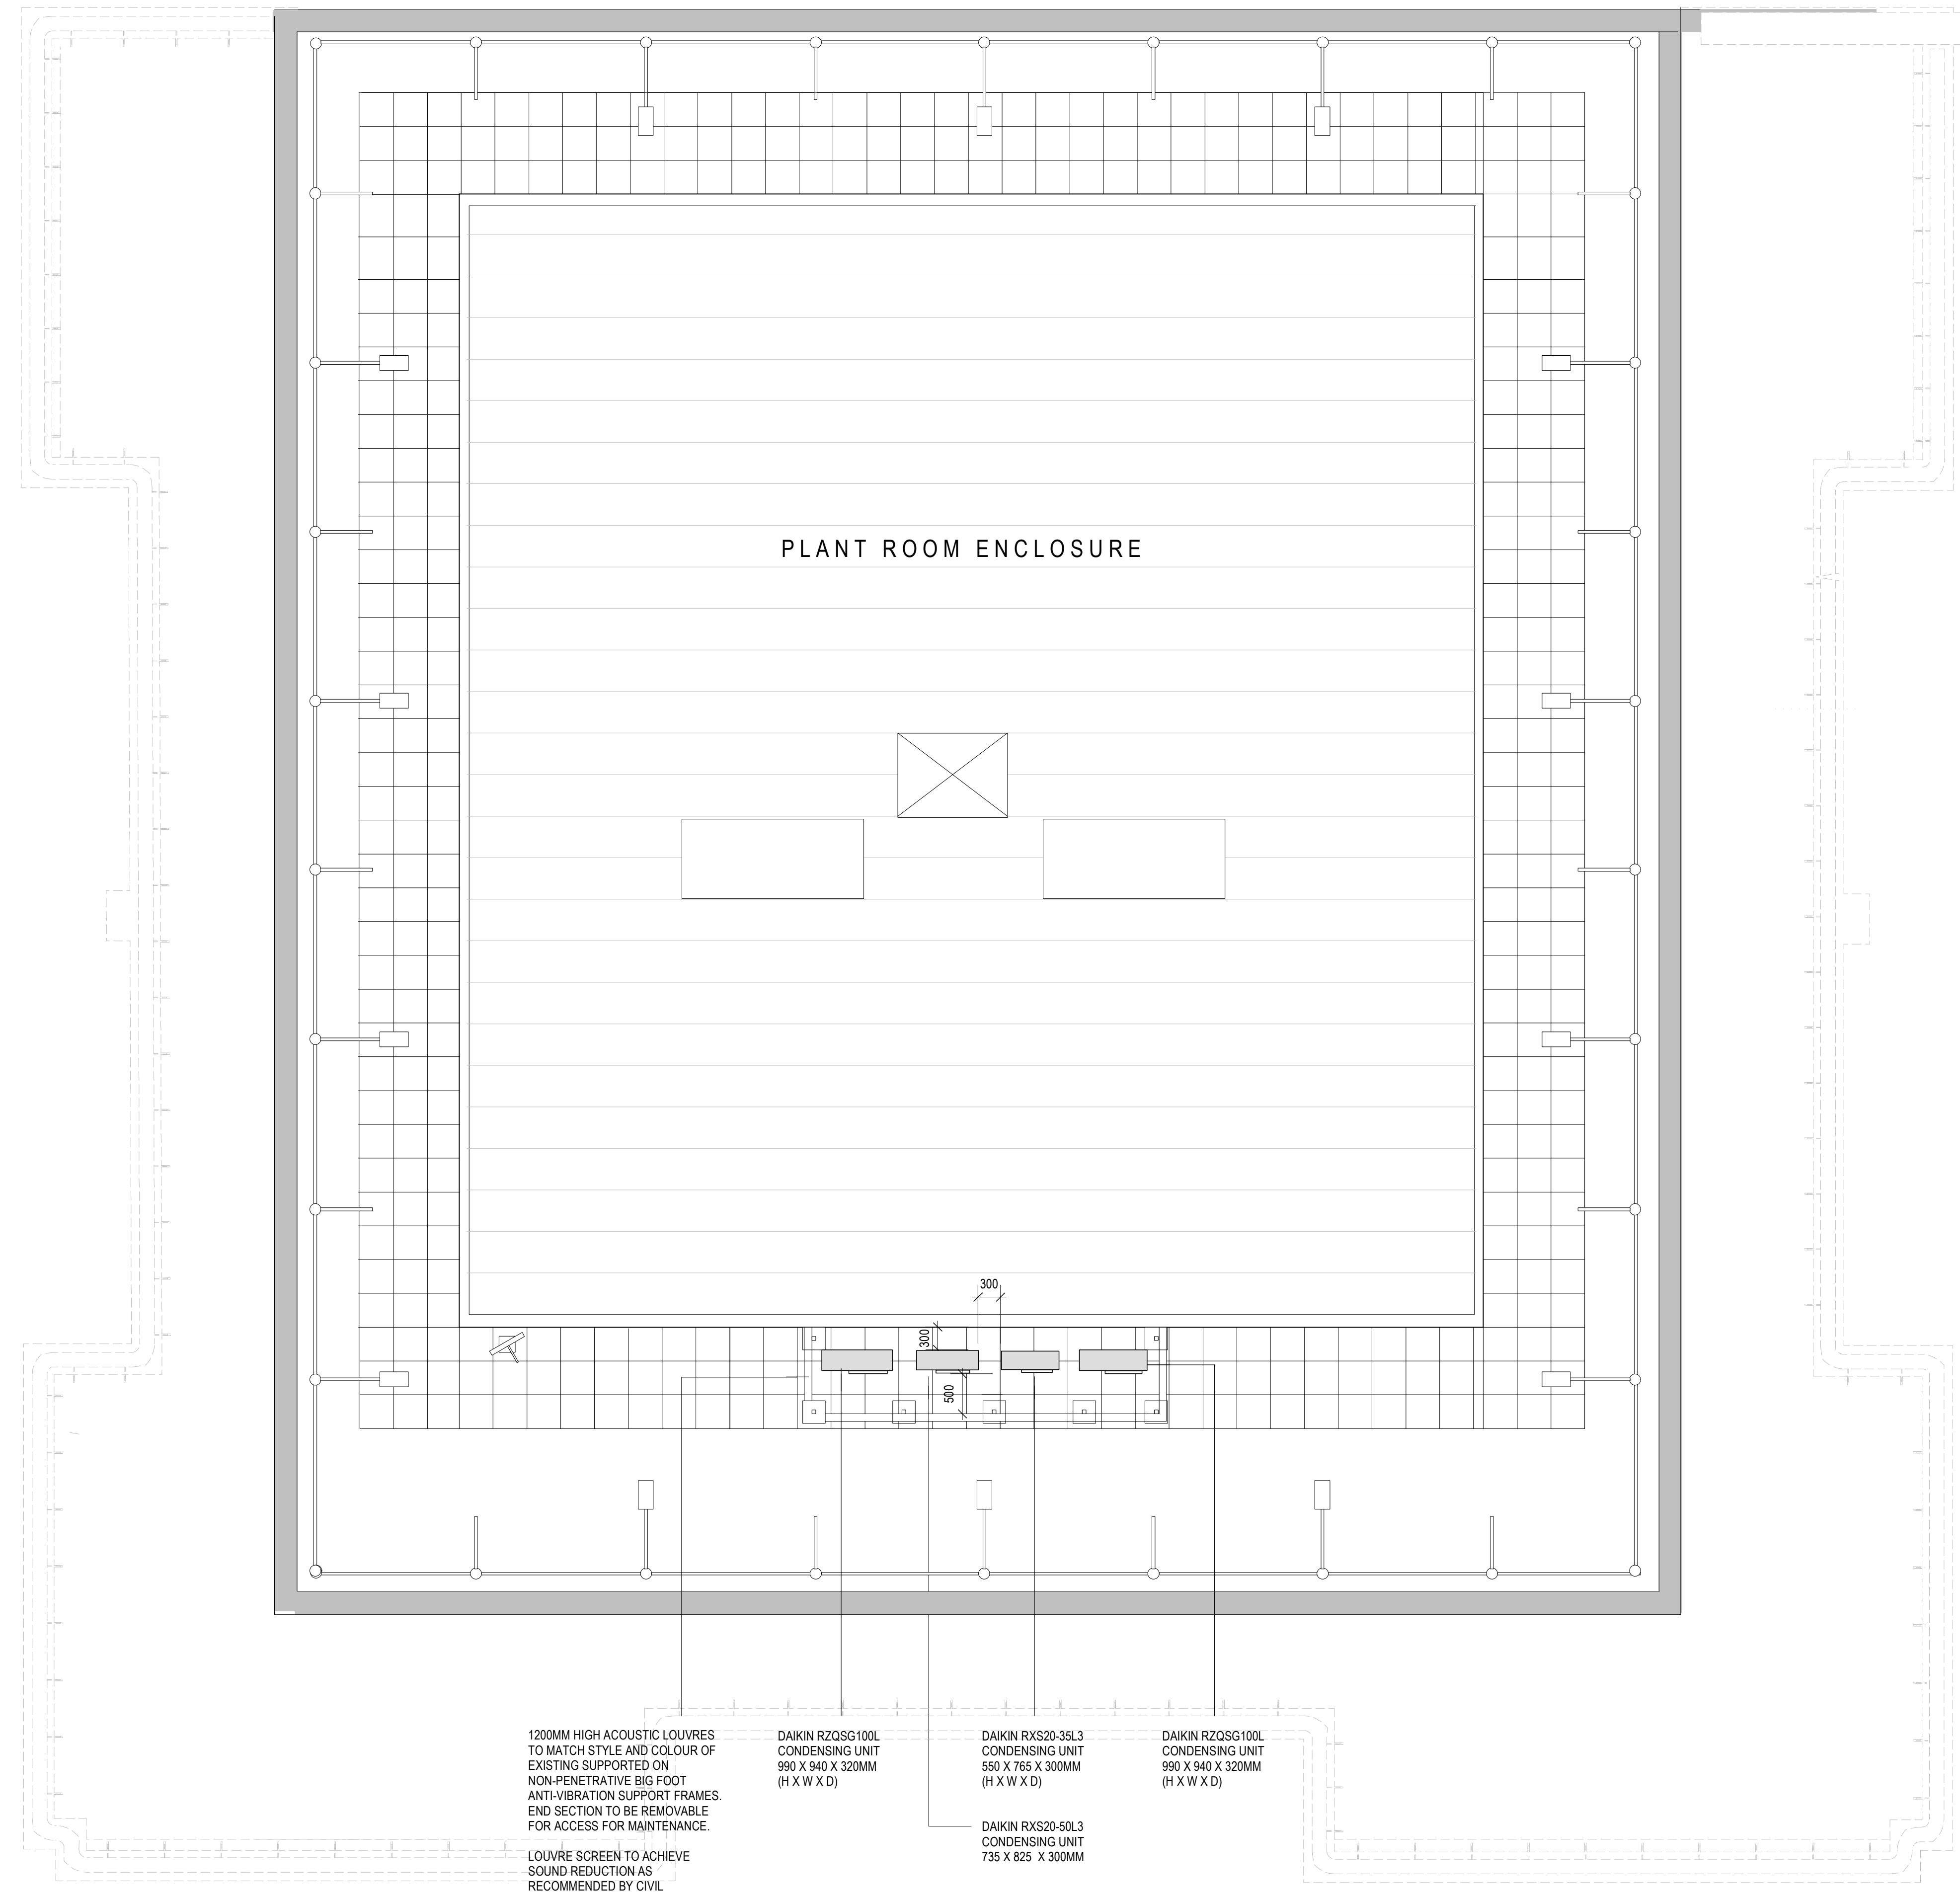 PLANT ROOM ENCLOSURE
300
300
500
1200MM HIGH ACOUSTIC LOUVRES
TO MATCH STYLE AND COLOUR OF
EXISTING SUPPORTED ON
NON-PENETRATIVE BIG FOOT
ANTI-VIBRATION SUPPORT FRAMES.
END SECTION TO BE REMOVABLE
FOR ACCESS FOR MAINTENANCE.
LOUVRE SCREEN TO ACHIEVE
SOUND REDUCTION AS
RECOMMENDED BY CIVIL
DAIKIN RZQSG100L
CONDENSING UNIT
990 X 940 X 320MM
(H X W X D)
DAIKIN RXS20-35L3
CONDENSING UNIT
550 X 765 X 300MM
(H X W X D)
DAIKIN RXS20-50L3
CONDENSING UNIT
735 X 825 X 300MM
DAIKIN RZQSG100L
CONDENSING UNIT
990 X 940 X 320MM
(H X W X D)